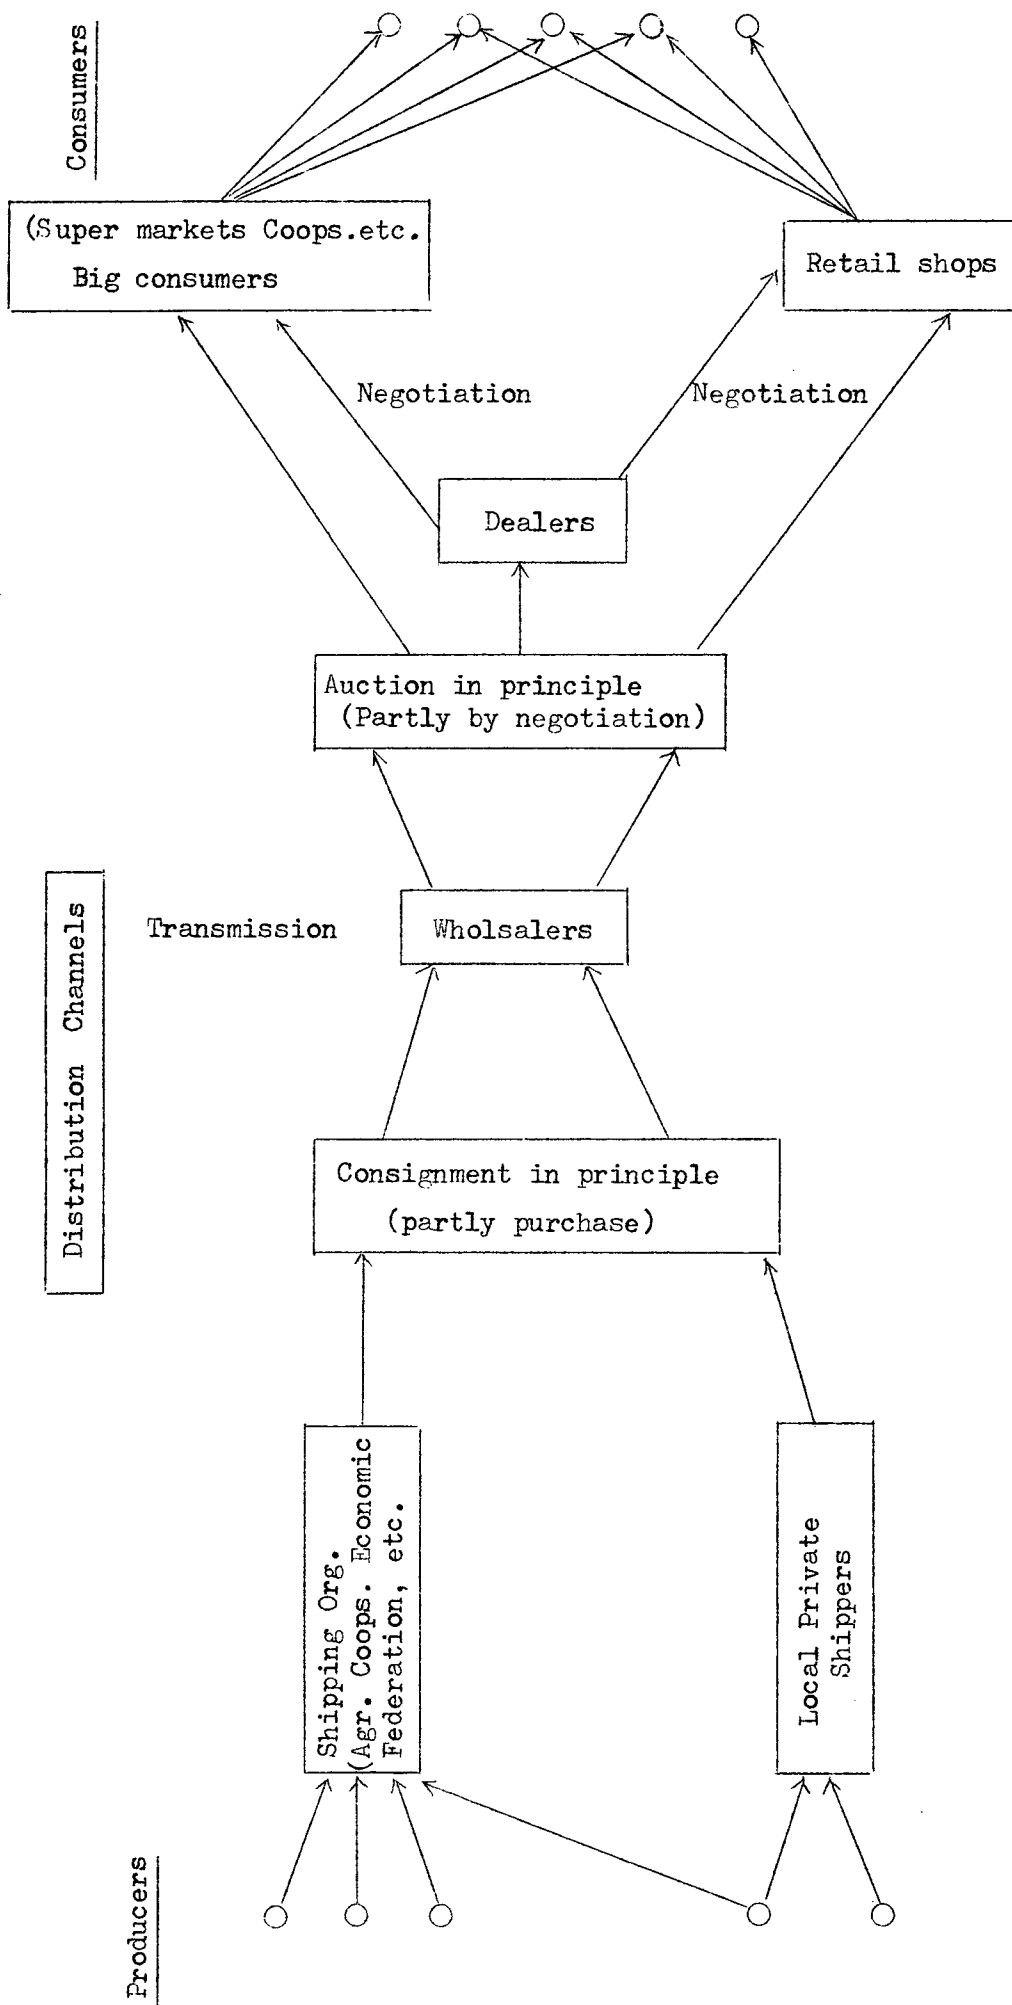 Consumers
(Super markets Coops.etc.
Big consumers
Retail shops
Negotiation
Negotiation
Dealers
Auction in principle
(Partly by negotiation)
Distribution Channels
Transmission
Wholsalers
Consignment in principle
(partly purchase)
Shipping Org.
(Agr. Coops. Economic
Federation, etc.
Local Private
Shippers
Producers